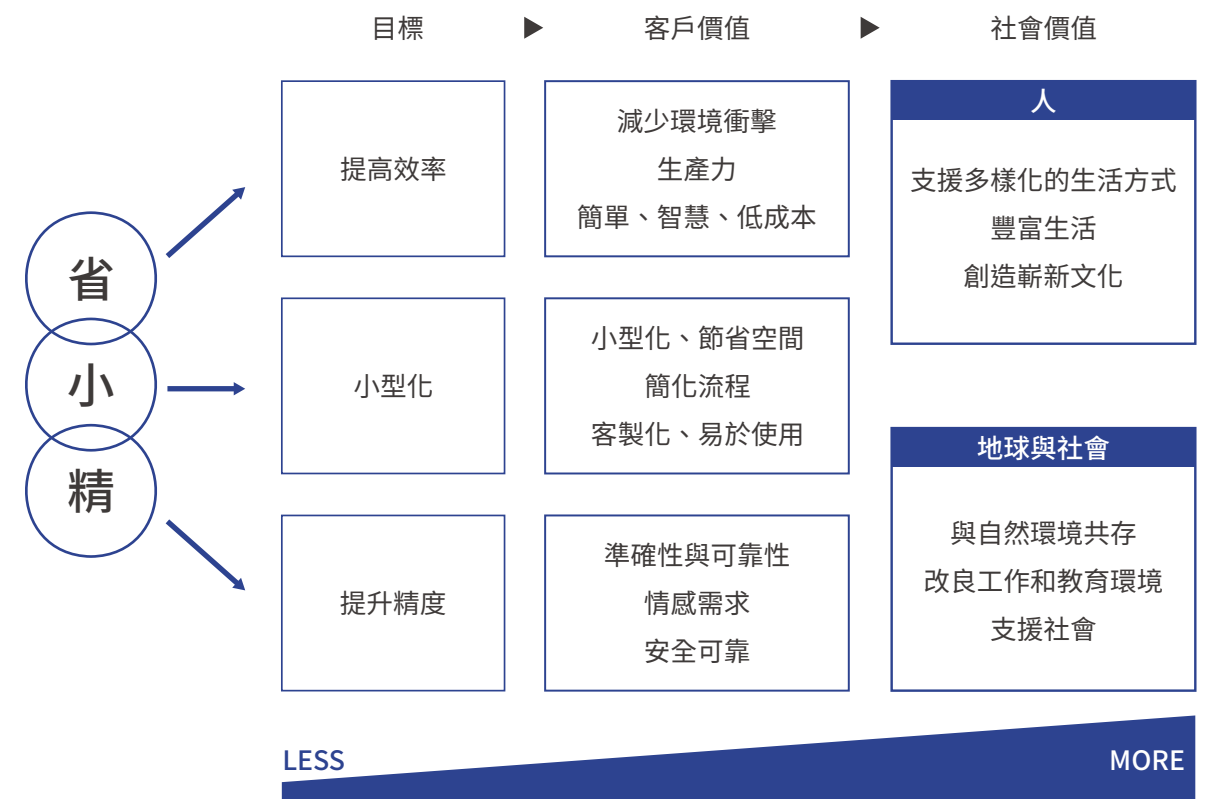 目標 ▶ 客戶價值 ▶ 社會價值
省
小
精
提高效率
減少環境衝擊
生產力
簡單、智慧、低成本
小型化
小型化、節省空間
簡化流程
客製化、易於使用
提升精度
準確性與可靠性
情感需求
安全可靠
人
支援多樣化的生活方式
豐富生活
創造嶄新文化
地球與社會
與自然環境共存
改良工作和教育環境
支援社會
LESS
MORE